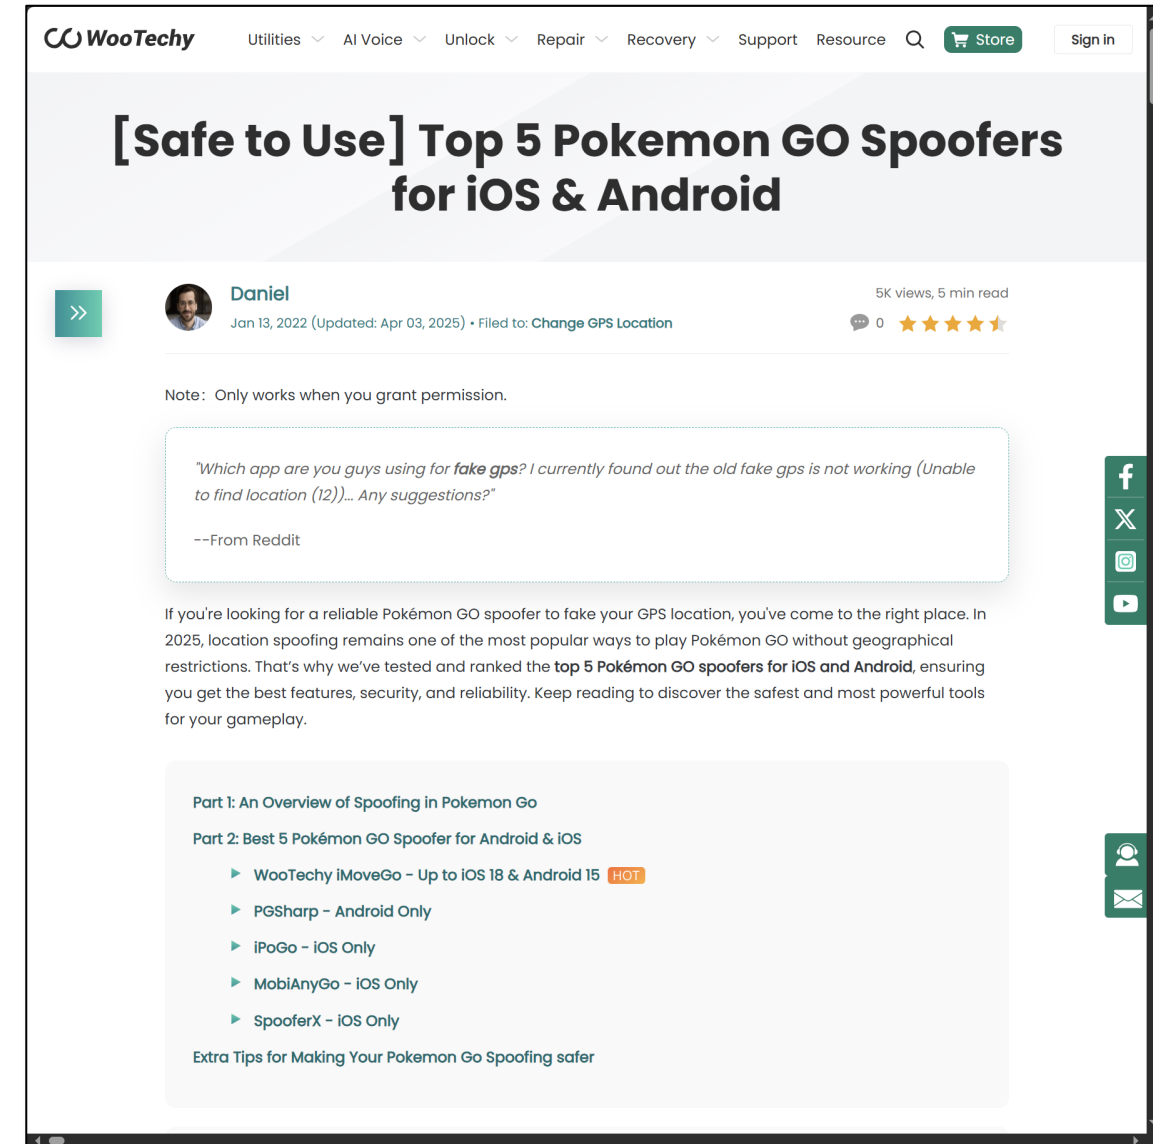 WooTechy
Utilities AI Voice Unlock Repair Recovery Support Resource Store Sign in
[Safe to Use] Top 5 Pokemon GO Spoofers
for iOS & Android
Daniel
Jan 13, 2022 (Updated: Apr 03, 2025) • Filed to: Change GPS Location
5K views, 5 min read
0
Note: Only works when you grant permission.
"Which app are you guys using for fake gps? I currently found out the old fake gps is not working (Unable
to find location (12))... Any suggestions?"
--From Reddit
If you're looking for a reliable Pokémon GO spoofer to fake your GPS location, you've come to the right place. In
2025, location spoofing remains one of the most popular ways to play Pokémon GO without geographical
restrictions. That's why we've tested and ranked the top 5 Pokémon GO spoofers for iOS and Android, ensuring
you get the best features, security, and reliability. Keep reading to discover the safest and most powerful tools
for your gameplay.
Part 1: An Overview of Spoofing in Pokemon Go
Part 2: Best 5 Pokémon GO Spoofer for Android & iOS
WooTechy iMoveGo - Up to iOS 18 & Android 15 HOT
PGSharp - Android Only
iPoGo - iOS Only
MobiAnyGo - iOS Only
SpooferX - iOS Only
Extra Tips for Making Your Pokemon Go Spoofing safer